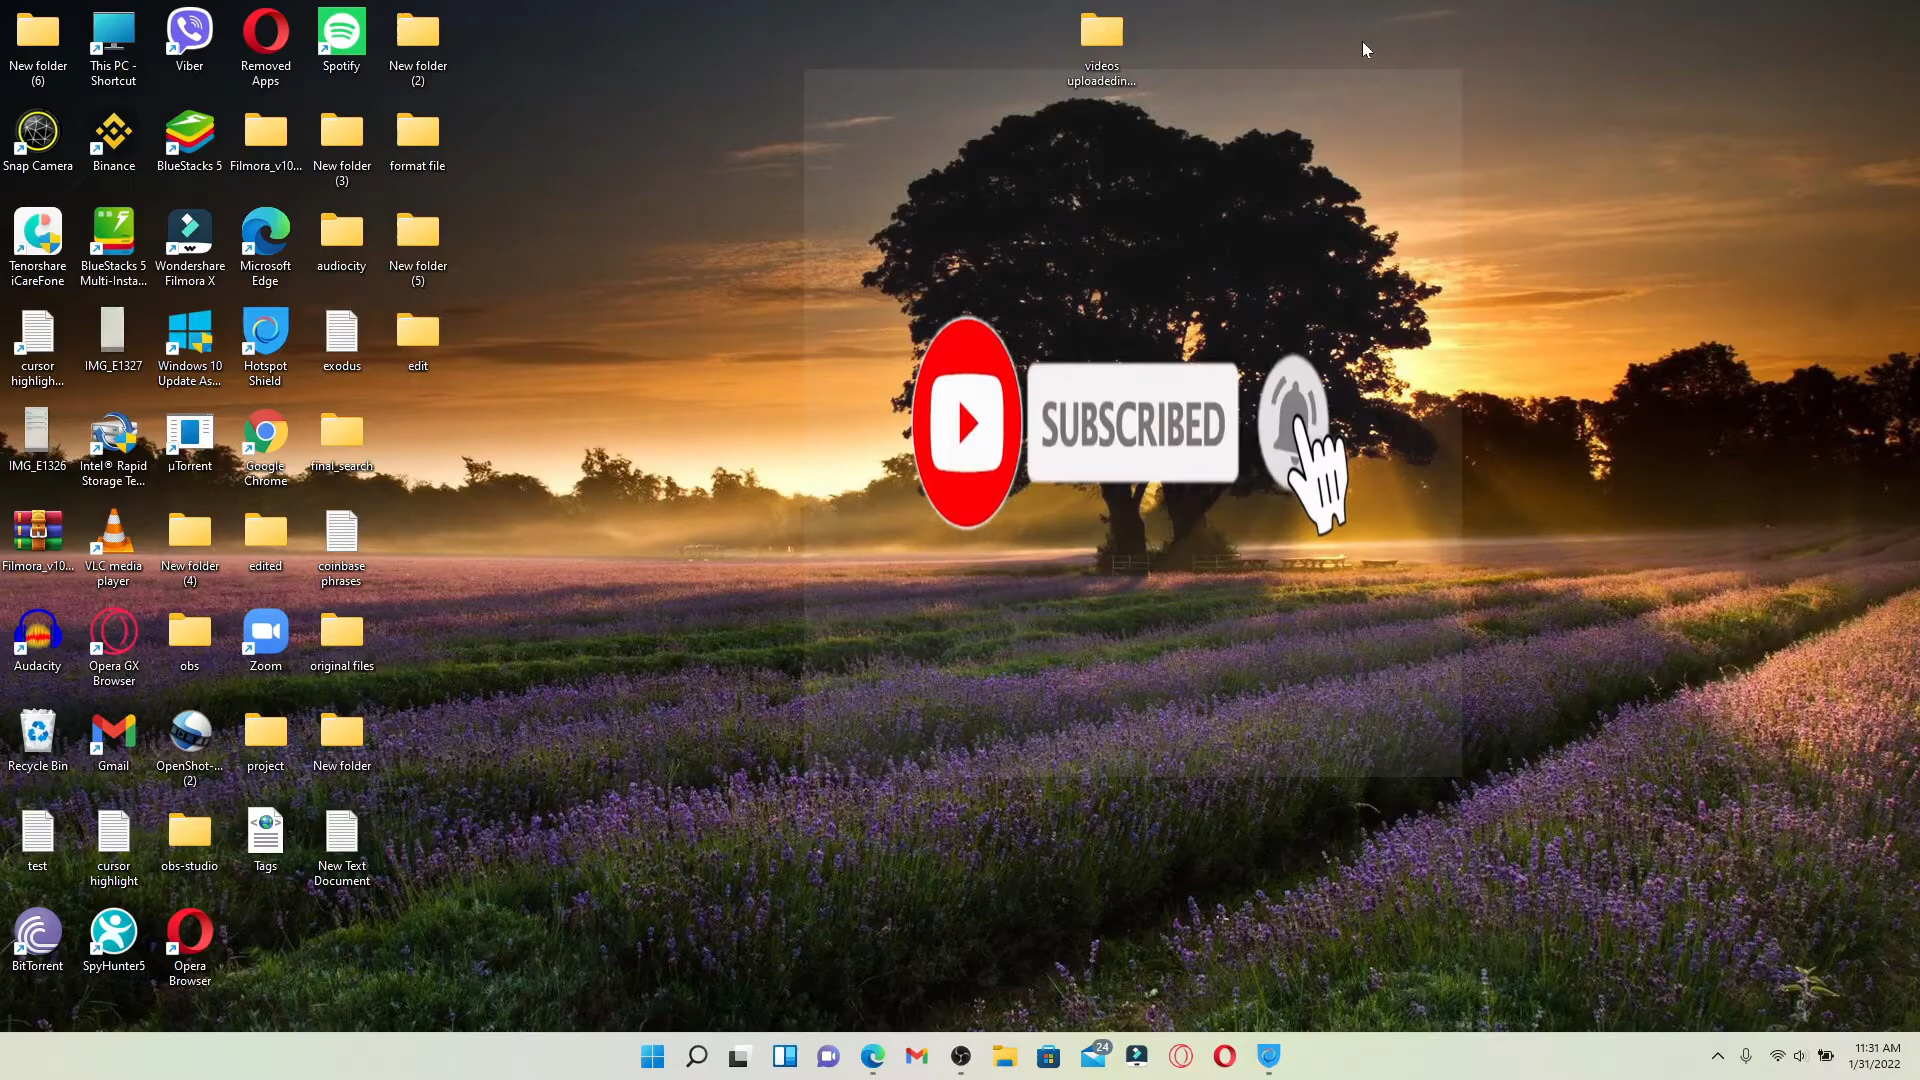 New folder
(6)
This PC -
Shortcut
Viber
Removed
Apps
Spotify
New folder
(2)
videos
uploadedin...
Snap Camera
Binance
BlueStacks 5
Filmora_v10...
New folder
(3)
format file
Tenorshare
iCareFone
BlueStacks 5
Multi-Insta...
Wondershare
Filmora X
Microsoft
Edge
audiocity
New folder
(5)
cursor
highligh...
IMG_E1327
Windows 10
Update As...
Hotspot
Shield
exodus
edit
SUBSCRIBED
IMG_E1326
Intel® Rapid
Storage Te...
µTorrent
Google
Chrome
final_search
Filmora_v10...
VLC media
player
New folder
(4)
edited
coinbase
phrases
Audacity
Opera GX
Browser
obs
Zoom
original files
Recycle Bin
Gmail
OpenShot-...
(2)
project
New folder
test
cursor
highlight
obs-studio
Tags
New Text
Document
BitTorrent
SpyHunter5
Opera
Browser
24
11:31 AM
1/31/2022